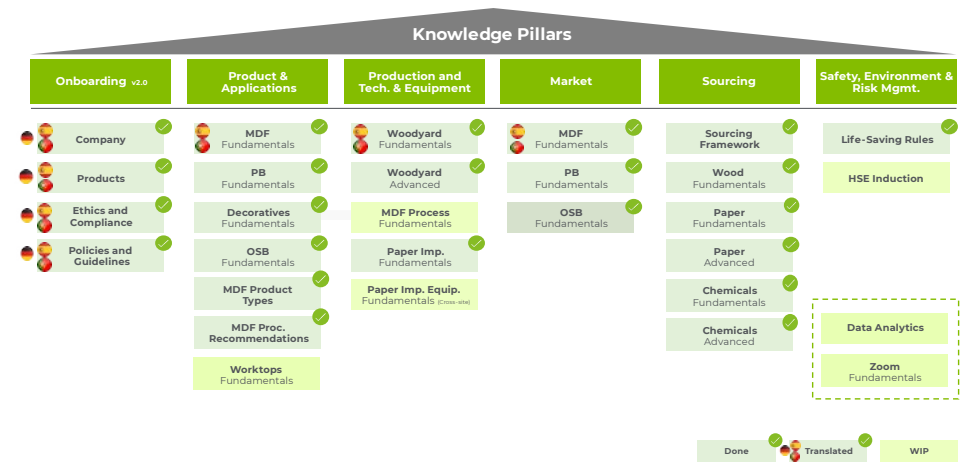 Knowledge Pillars
Onboarding v2.0
Company
Products
Ethics and
Compliance
Policies and
Guidelines
Product &
Applications
MDF
Fundamentals
PB
Fundamentals
Decoratives
Fundamentals
OSB
Fundamentals
MDF Product
Types
MDF Proc.
Recommendations
Worktops
Fundamentals
Production and
Tech. & Equipment
Woodyard
Fundamentals
Woodyard
Advanced
MDF Process
Fundamentals
Paper Imp.
Fundamentals
Paper Imp. Equip.
Fundamentals (Cross-site)
Market
MDF
Fundamentals
PB
Fundamentals
OSB
Fundamentals
Sourcing
Sourcing
Framework
Wood
Fundamentals
Paper
Fundamentals
Paper
Advanced
Chemicals
Fundamentals
Chemicals
Advanced
Safety, Environment &
Risk Mgmt.
Life-Saving Rules
HSE Induction
Data Analytics
Zoom
Fundamentals
Done
Translated
WIP